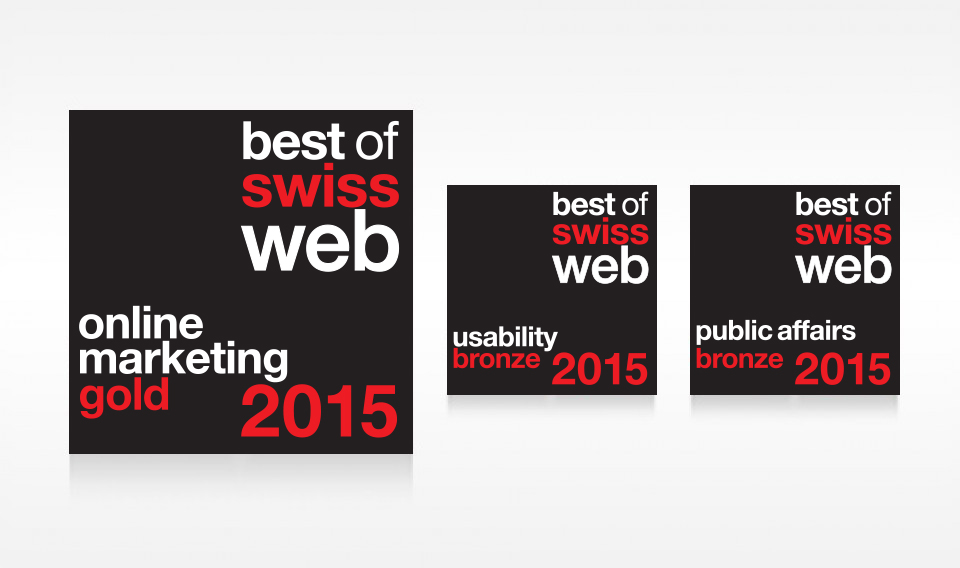 best of
swiss
web
online
marketing
gold
2015
best of
swiss
web
usability
bronze 2015
best of
swiss
web
public affairs
bronze 2015